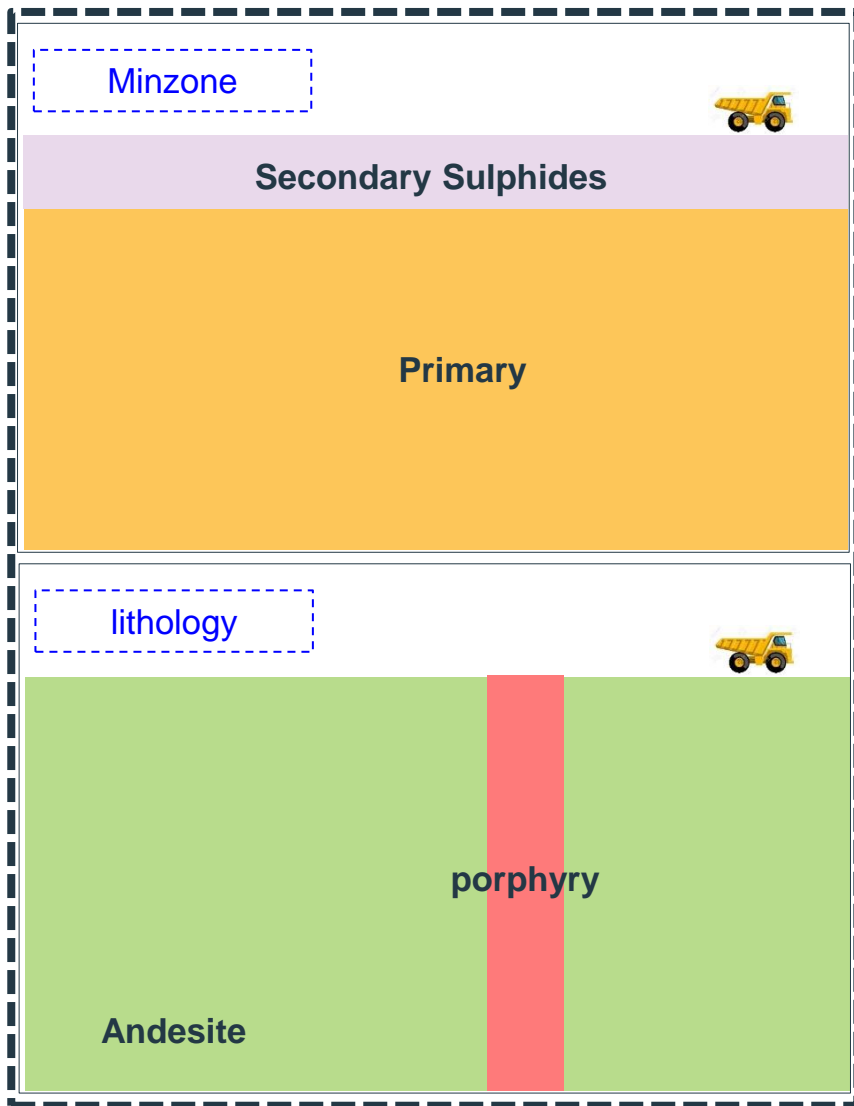 Minzone
Secondary Sulphides
Primary
lithology
porphyry
Andesite